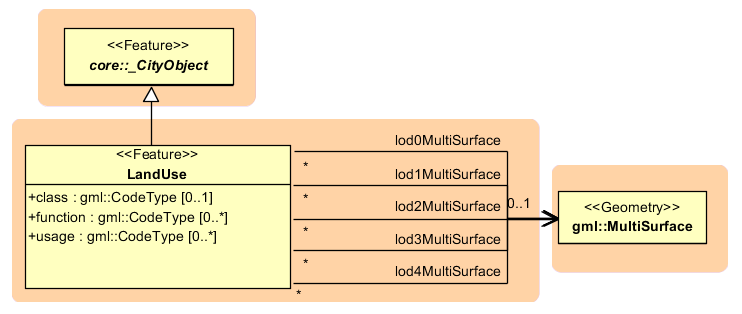 <<Feature>>
core::_CityObject
<<Feature>>
LandUse
+class : gml::CodeType [0..1]
+function : gml::CodeType [0..*]
+usage : gml::CodeType [0..*]
lod0MultiSurface
*
lod1MultiSurface
*
lod2MultiSurface
*
lod3MultiSurface
*
lod4MultiSurface
*
0..1
<<Geometry>>
gml::MultiSurface